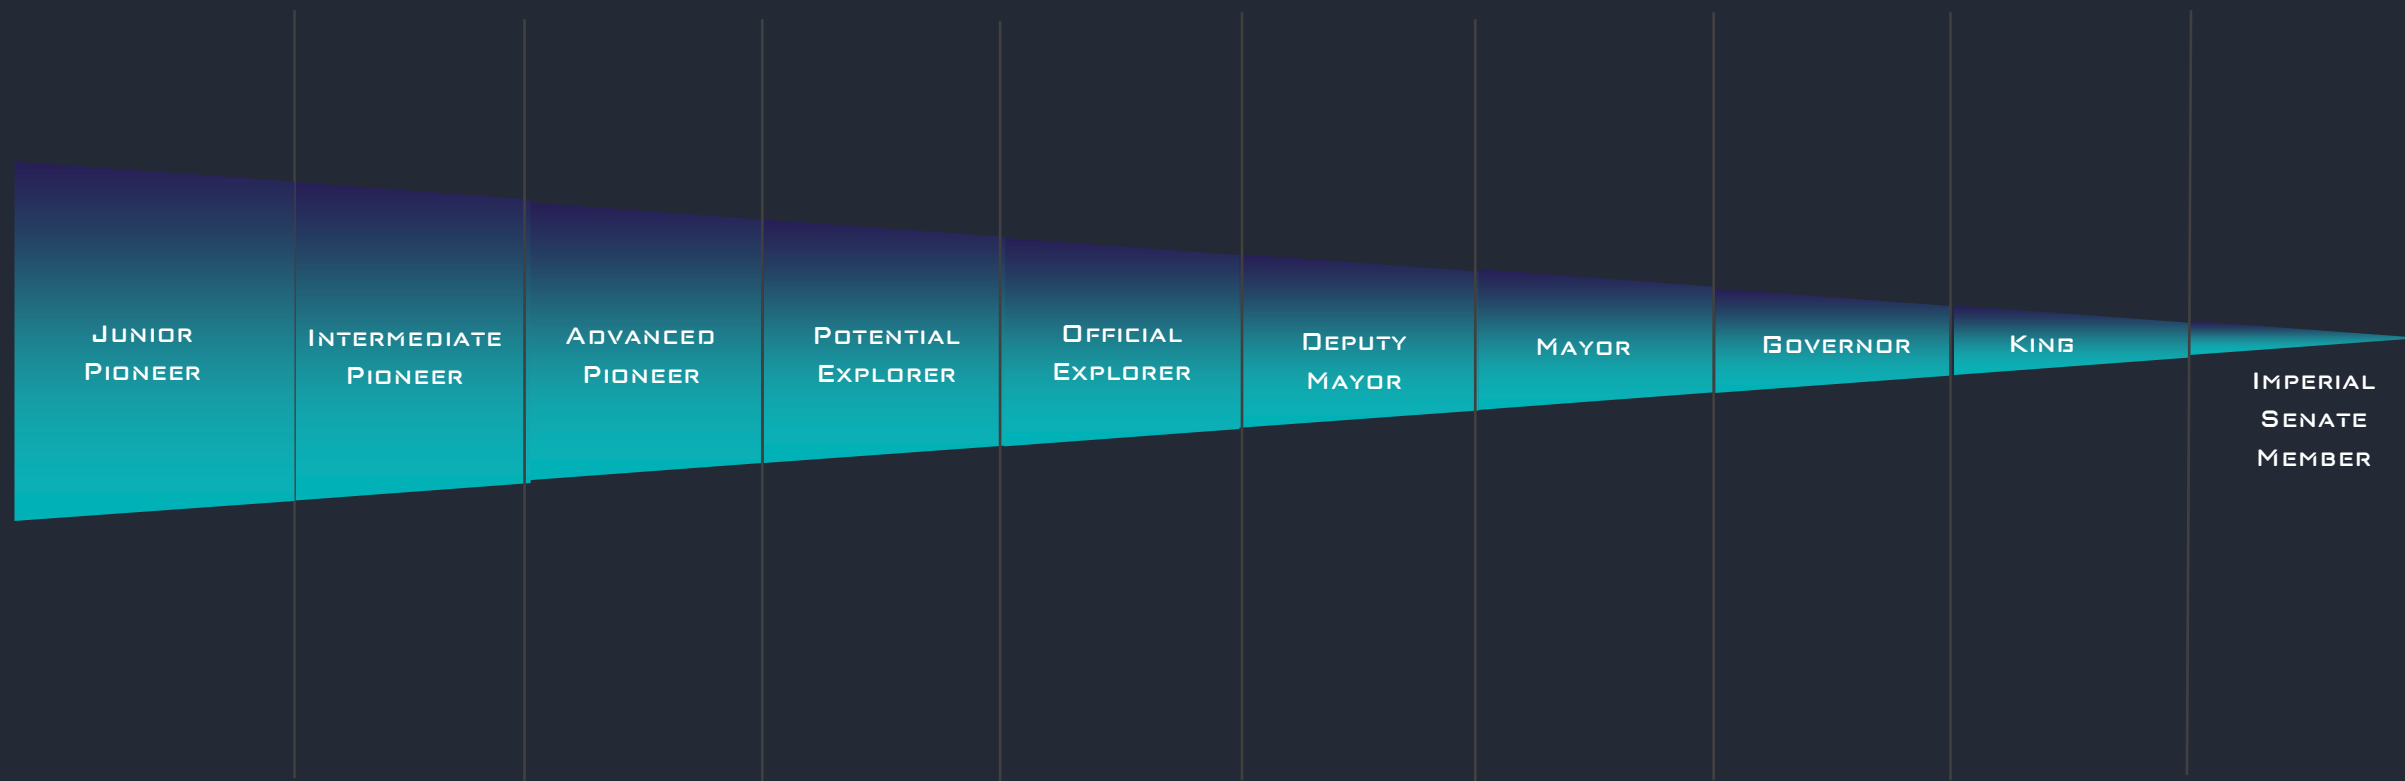 Junior
Pioneer
Intermediate
Pioneer
Advanced
Pioneer
Potential
Explorer
Official
Explorer
Deputy
Mayor
Mayor
Governor
King
Imperial
Senate
Member